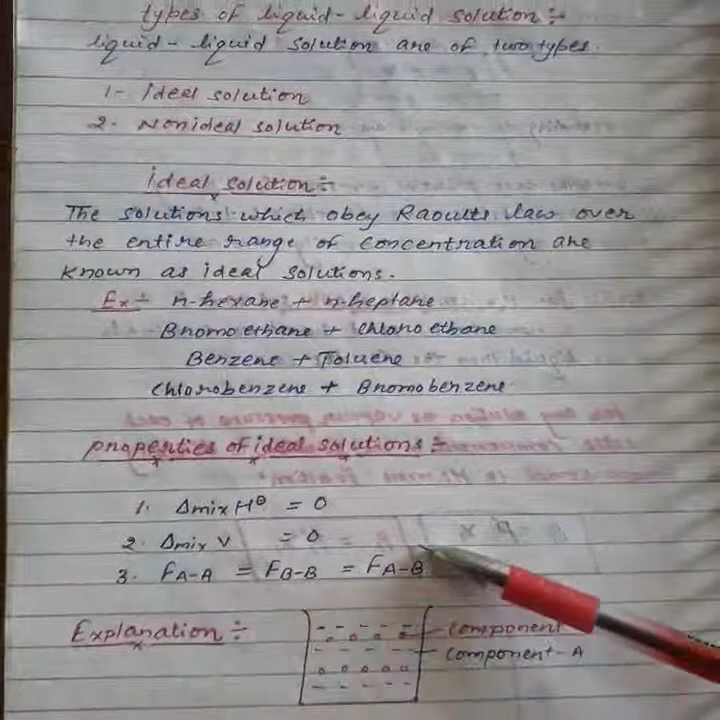 types of liquid-liquid solution :-
liquid-liquid solution are of two types.
1- Ideal solution
2- Nonideal solution
Ideal solution :-
The solutions which obey Raoults law over
the entire range of concentration are
known as ideal solutions.
Ex :- n-hexane + n-heptane
Bromoethane + chloroethane
Benzene + Toluene
chlorobenzene + Bromobenzene
properties of ideal solutions :-
1. ΔmixH⁰ = 0
2. Δmix V = 0
3. FA-A = FB-B = FA-B
Explanation :-
component
component-A